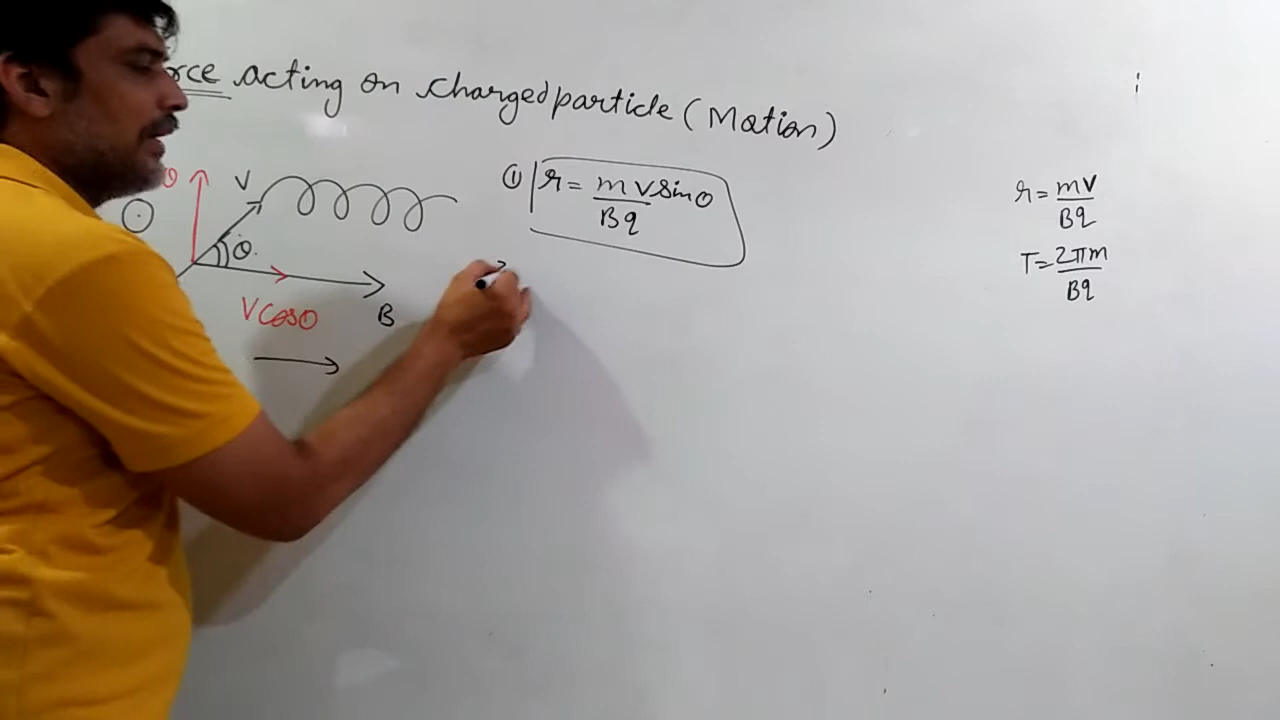 rce acting on charged particle (Motion)
V
θ
B
V cosθ
① r = mv sinθ / Bq
r = mv / Bq
T = 2πm / Bq